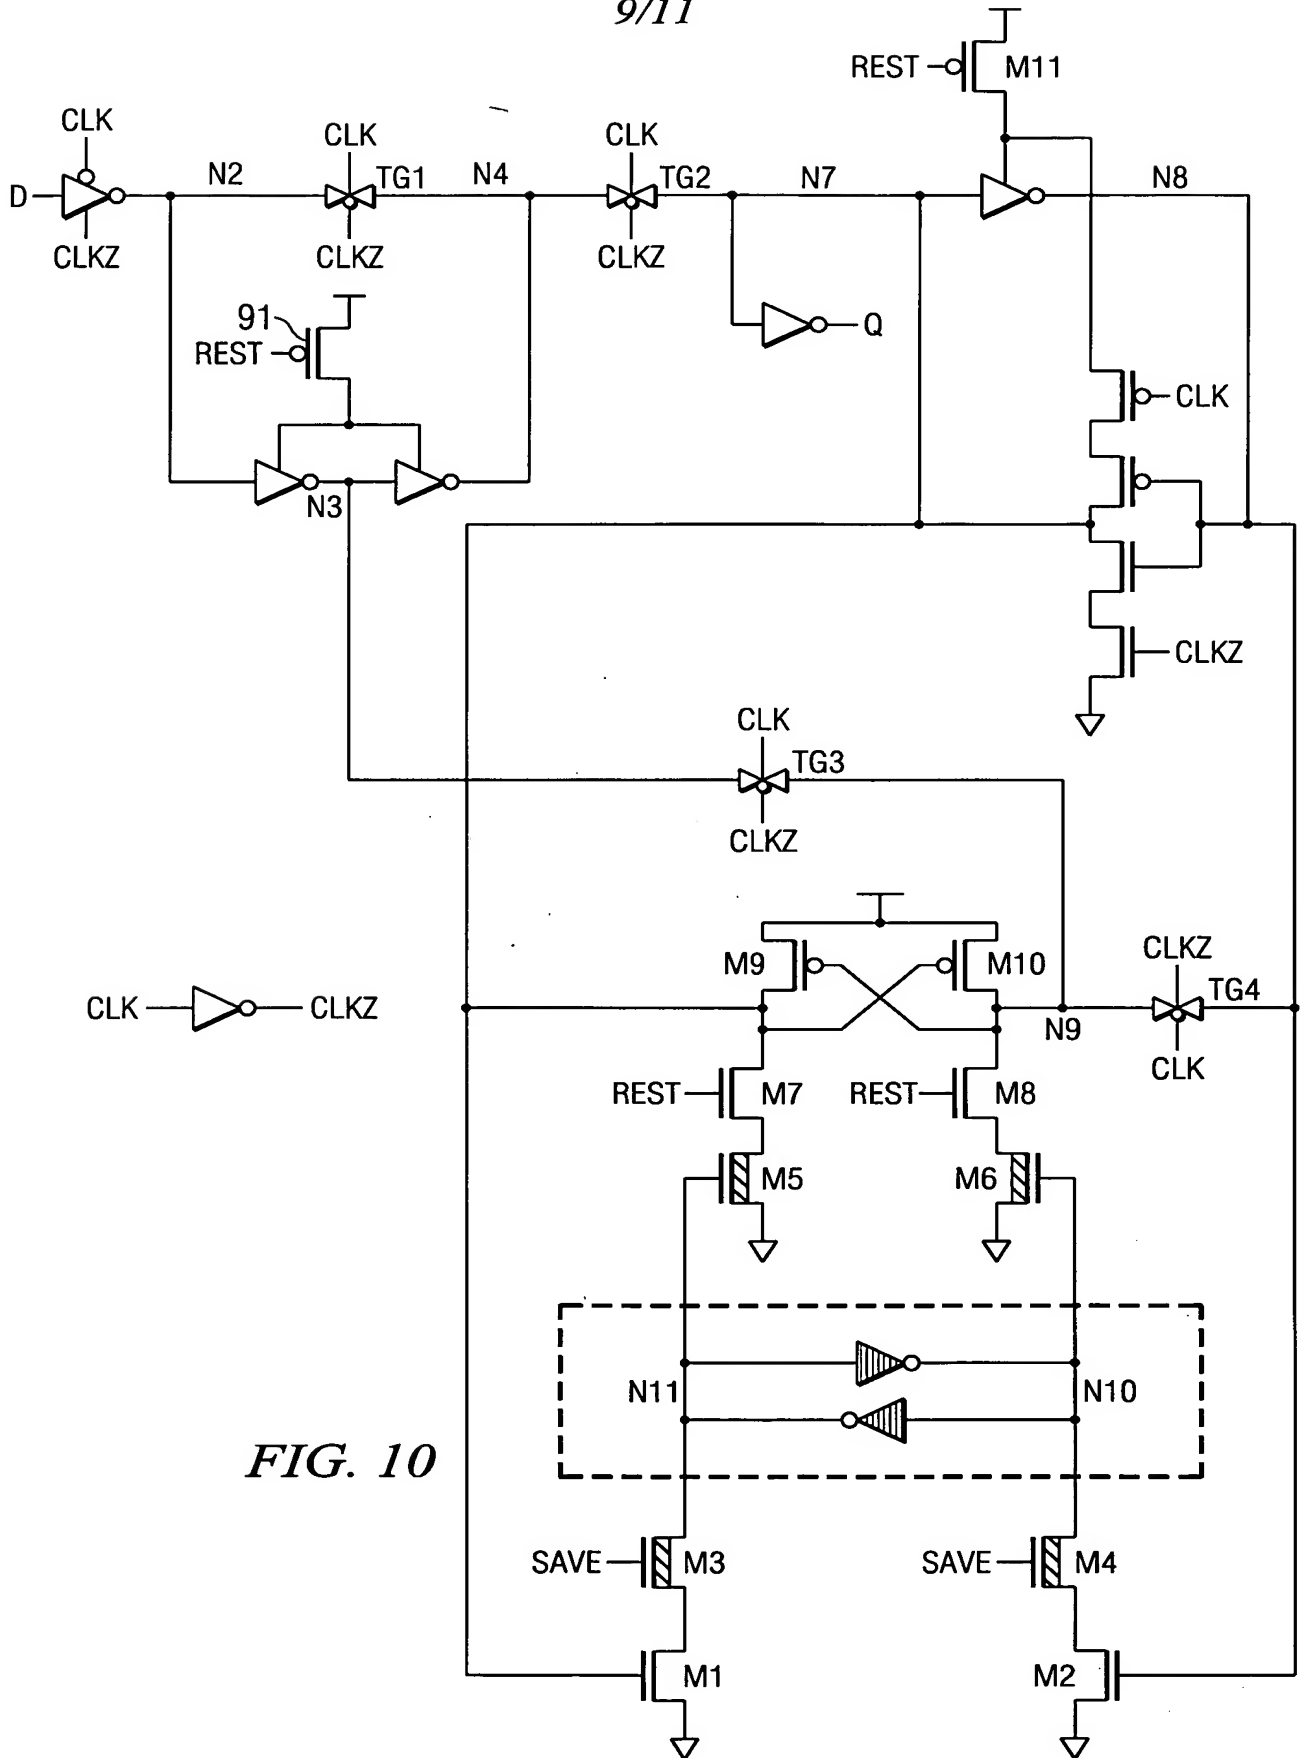 9/11
REST
M11
CLK
D
CLKZ
N2
CLK
TG1
CLKZ
N4
CLK
TG2
CLKZ
N7
N8
91
REST
Q
N3
CLK
CLKZ
CLK
TG3
CLKZ
M9
M10
N9
CLKZ
TG4
CLK
CLK
CLKZ
REST
M7
REST
M8
M5
M6
N11
N10
FIG. 10
SAVE
M3
SAVE
M4
M1
M2